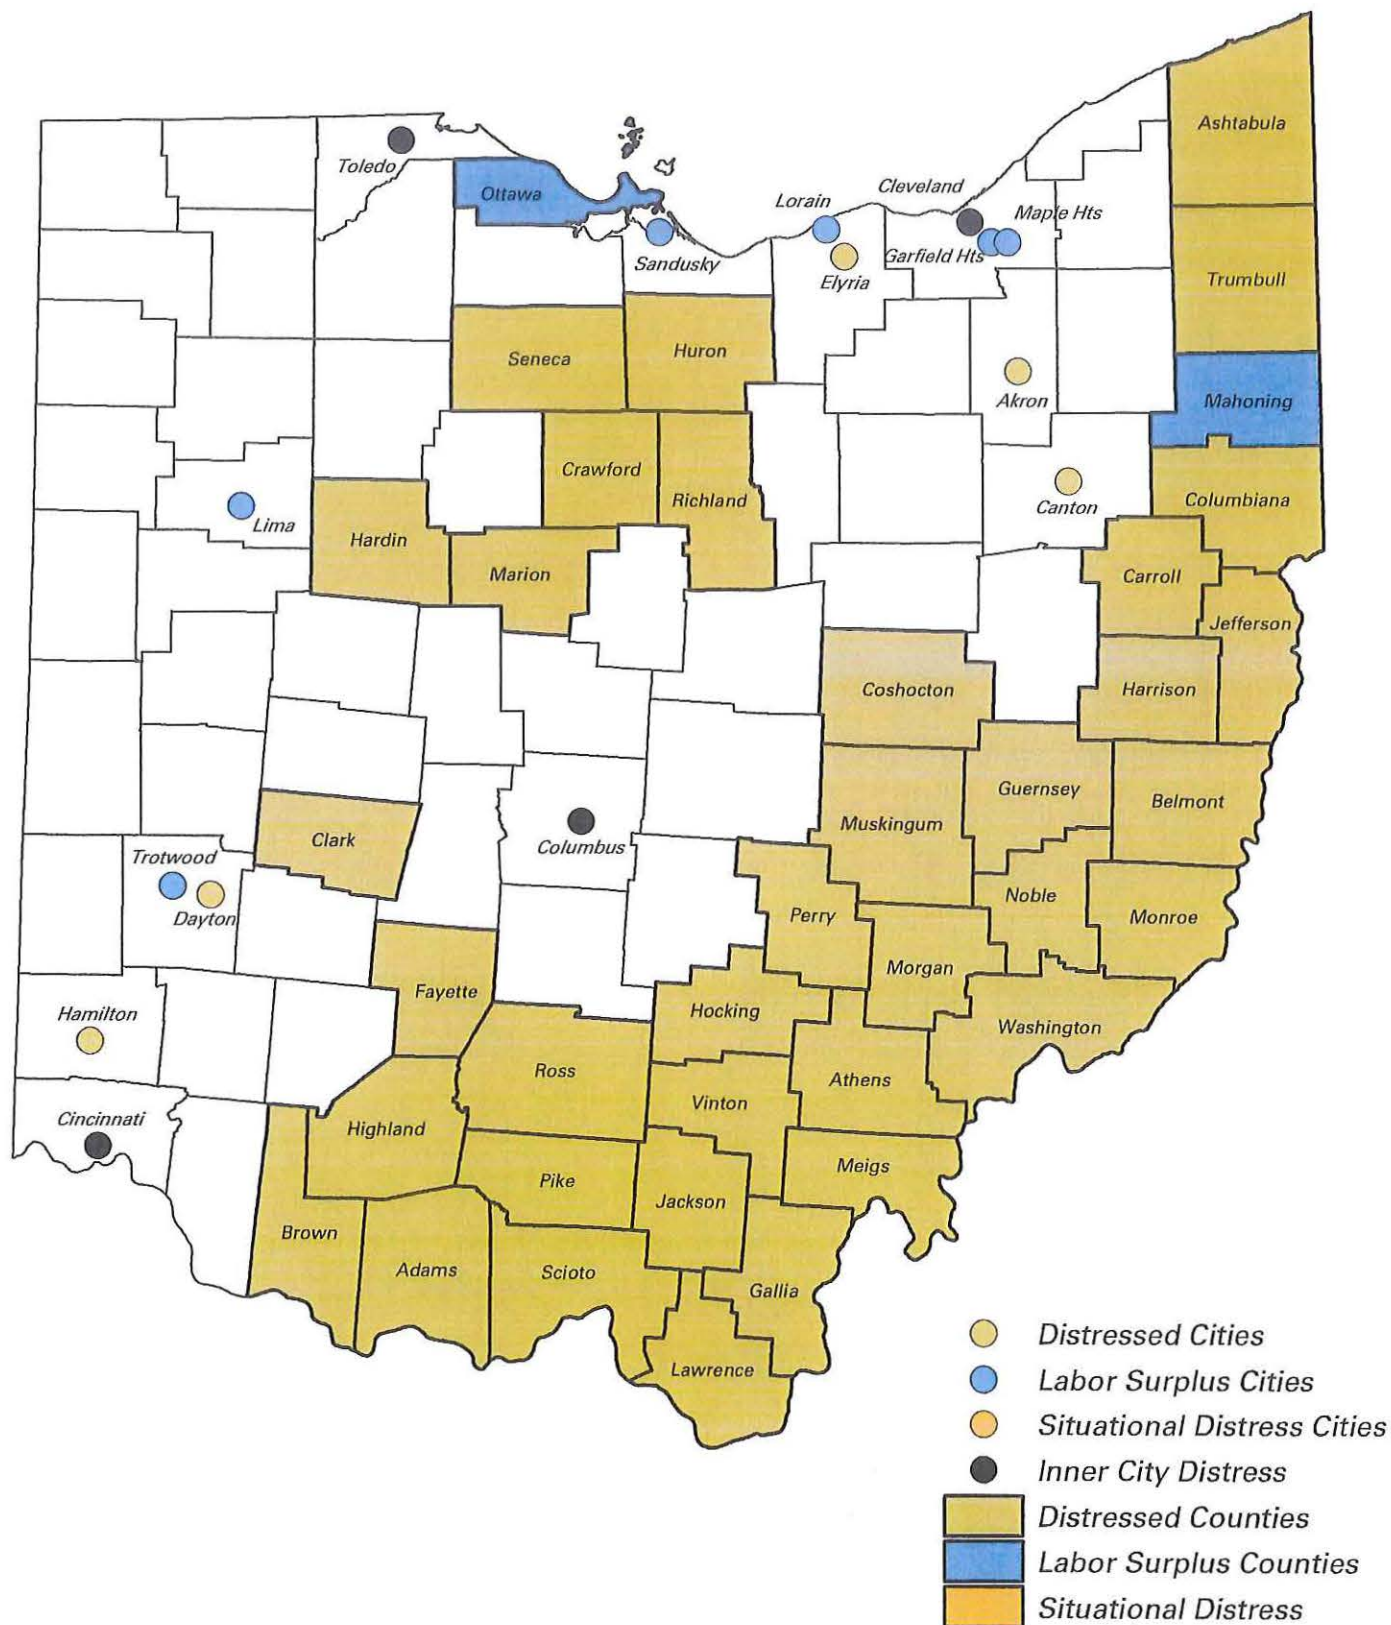 Ashtabula
Toledo
Ottawa
Cleveland
Lorain
Maple Hts
Garfield Hts
Sandusky
Elyria
Trumbull
Seneca
Huron
Akron
Mahoning
Crawford
Richland
Canton
Columbiana
Lima
Hardin
Marion
Carroll
Jefferson
Coshocton
Harrison
Guernsey
Belmont
Muskingum
Clark
Columbus
Trotwood
Dayton
Perry
Noble
Monroe
Morgan
Fayette
Hocking
Washington
Hamilton
Ross
Athens
Vinton
Cincinnati
Highland
Meigs
Pike
Jackson
Brown
Adams
Scioto
Gallia
Lawrence
Distressed Cities
Labor Surplus Cities
Situational Distress Cities
Inner City Distress
Distressed Counties
Labor Surplus Counties
Situational Distress